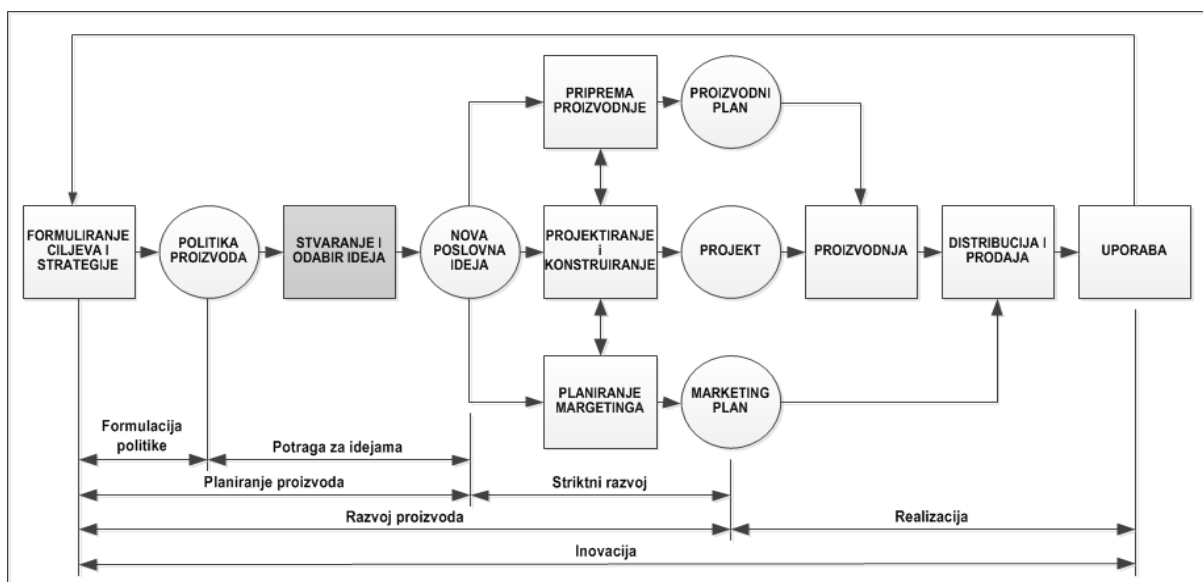 PRIPREMA
PROIZVODNJE
PROIZVODNI
PLAN
FORMULIRANJE
CILJEVA I
STRATEGIJE
POLITIKA
PROIZVODA
STVARANJE I
ODABIR IDEJA
NOVA
POSLOVNA
IDEJA
PROJEKTIRANJE
i
KONSTRUIRANJE
PROJEKT
PROIZVODNJA
DISTRIBUCIJA I
PRODAJA
UPORABA
PLANIRANJE
MARGETINGA
MARKETING
PLAN
Formulacija
politike
Potraga za idejama
Planiranje proizvoda
Striktni razvoj
Razvoj proizvoda
Realizacija
Inovacija